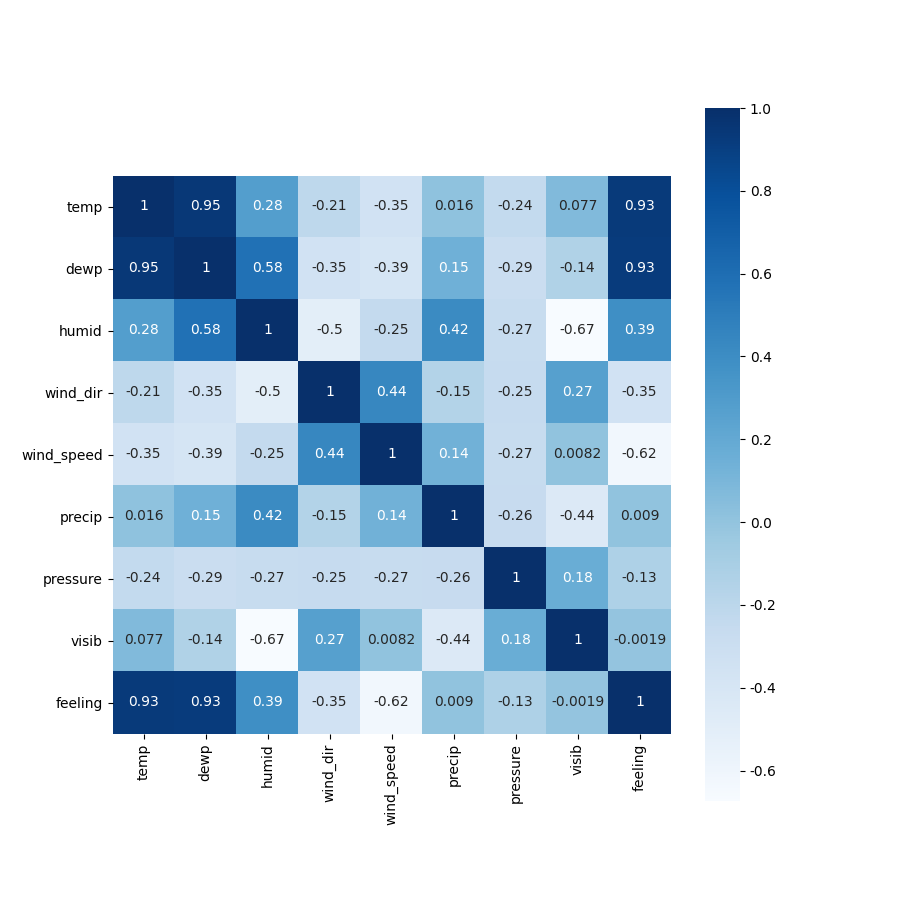 1.0
0.8
temp 1 0.95 0.28 -0.21 -0.35 0.016 -0.24 0.077 0.93
dewp 0.95 1 0.58 -0.35 -0.39 0.15 -0.29 -0.14 0.93
0.6
humid 0.28 0.58 1 -0.5 -0.25 0.42 -0.27 -0.67 0.39
0.4
wind_dir -0.21 -0.35 -0.5 1 0.44 -0.15 -0.25 0.27 -0.35
0.2
wind_speed -0.35 -0.39 -0.25 0.44 1 0.14 -0.27 0.0082 -0.62
precip 0.016 0.15 0.42 -0.15 0.14 1 -0.26 -0.44 0.009
0.0
pressure -0.24 -0.29 -0.27 -0.25 -0.27 -0.26 1 0.18 -0.13
-0.2
visib 0.077 -0.14 -0.67 0.27 0.0082 -0.44 0.18 1 -0.0019
-0.4
feeling 0.93 0.93 0.39 -0.35 -0.62 0.009 -0.13 -0.0019 1
-0.6
temp dewp humid wind_dir wind_speed precip pressure visib feeling